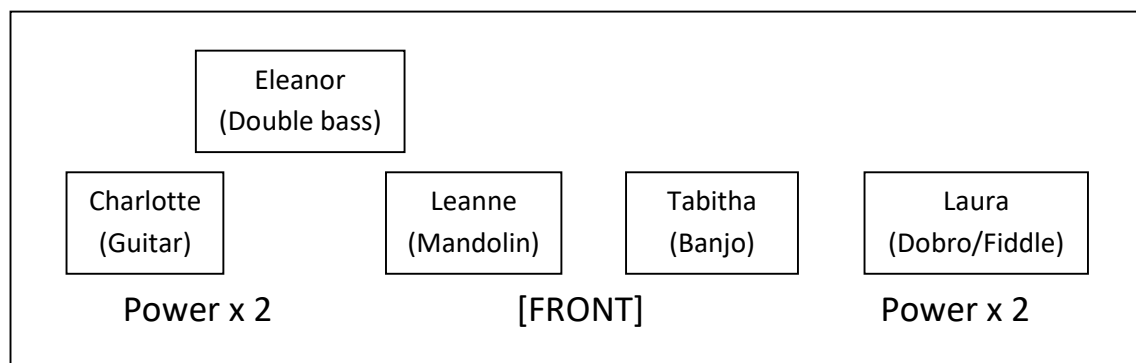 Eleanor
(Double bass)
Charlotte
(Guitar)
Leanne
(Mandolin)
Tabitha
(Banjo)
Laura
(Dobro/Fiddle)
Power x 2
[FRONT]
Power x 2